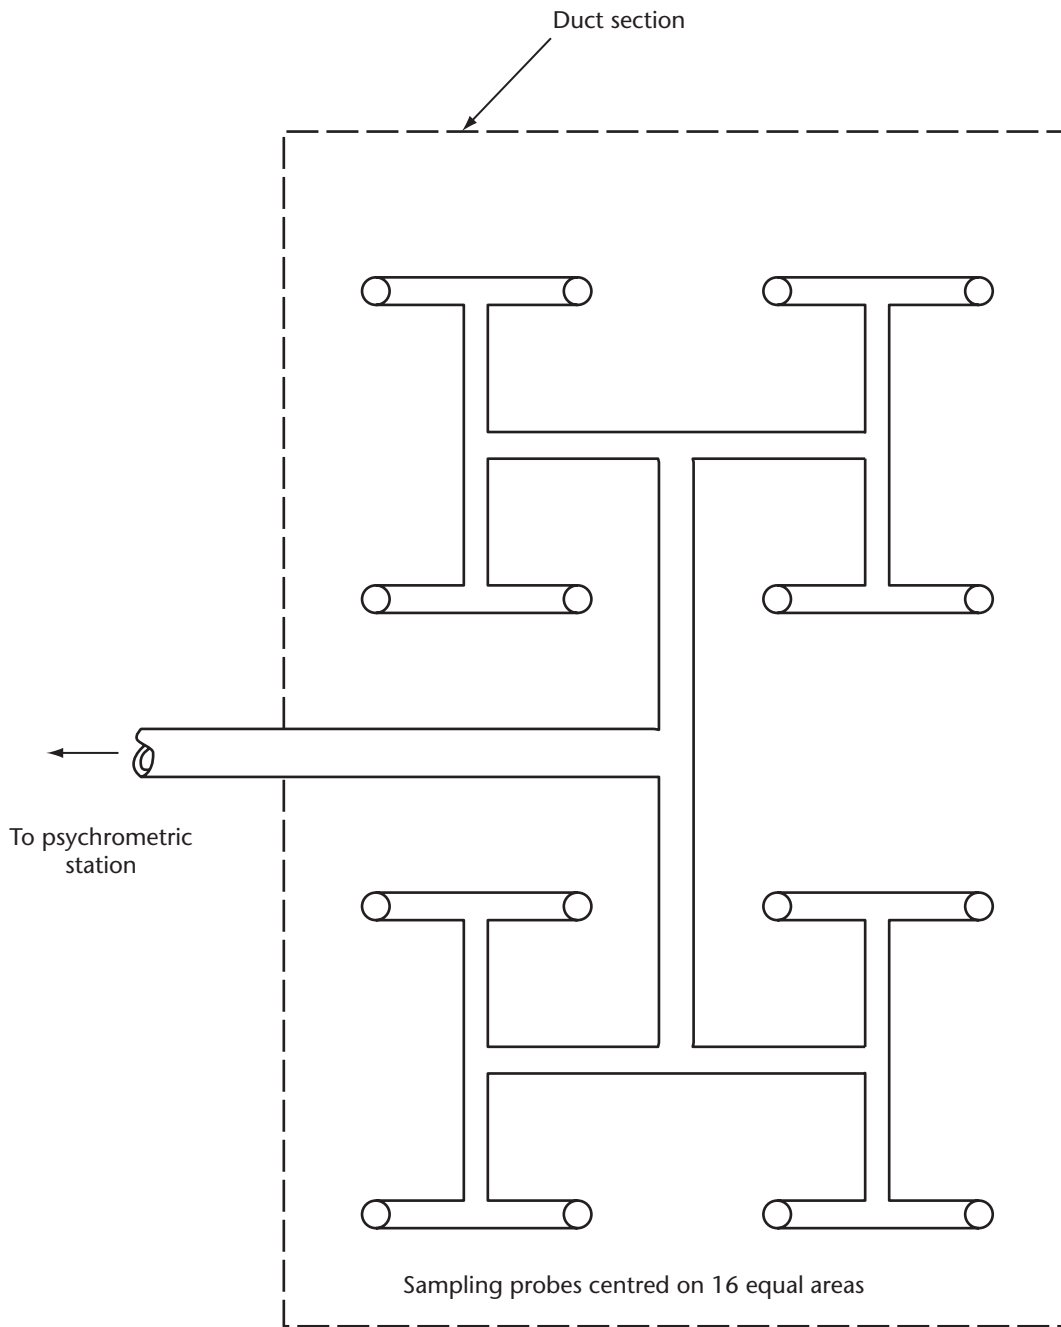 Duct section
To psychrometric
station
Sampling probes centred on 16 equal areas